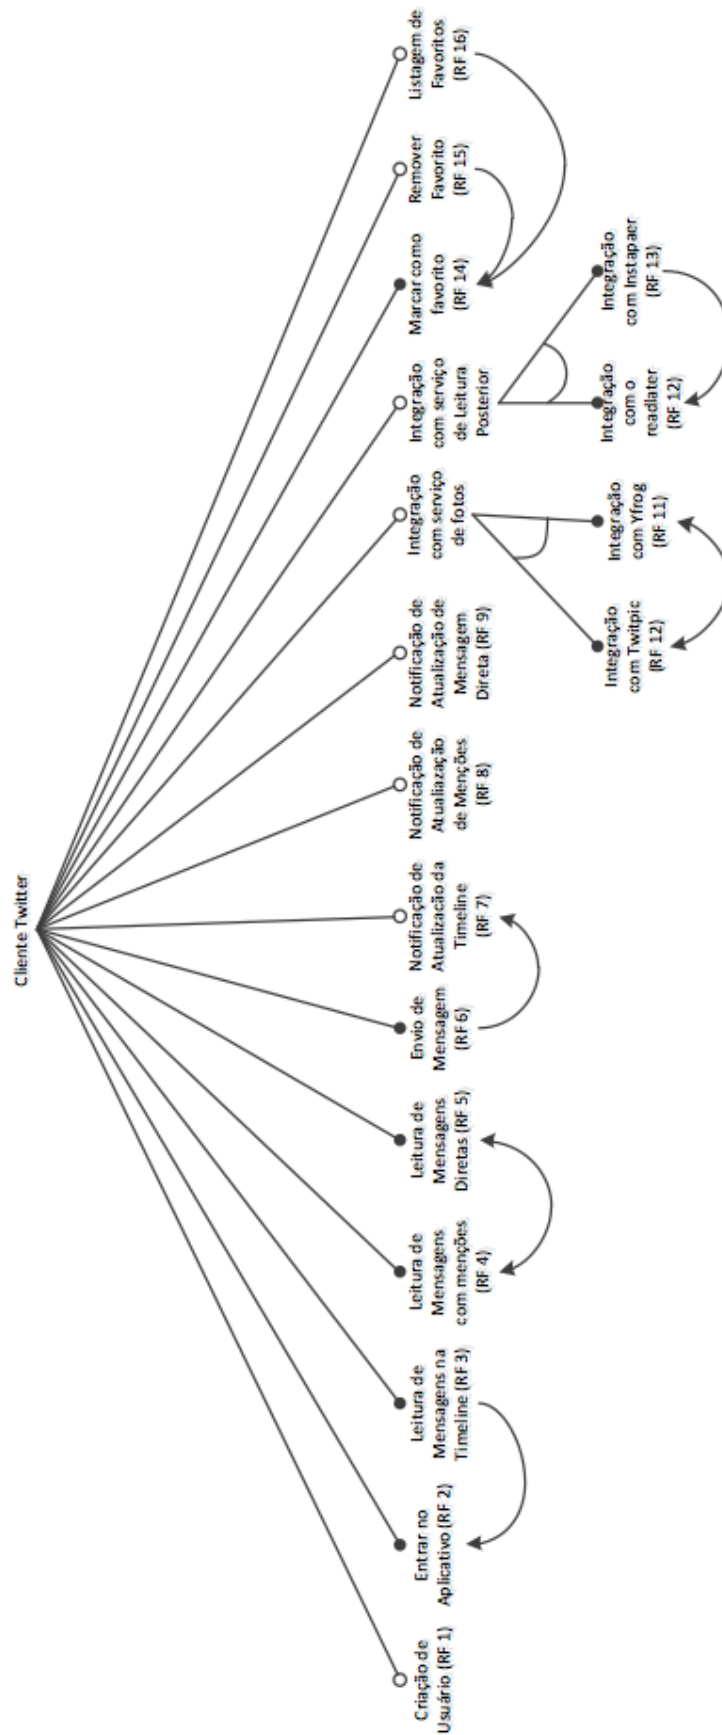 Cliente Twitter
Criação de
Usuário (RF 1)
Entrar no
Aplicativo (RF 2)
Leitura de
Mensagens na
Timeline (RF 3)
Leitura de
Mensagens
com menções
(RF 4)
Leitura de
Mensagens
Diretas (RF 5)
Envio de
Mensagem
(RF 6)
Notificação de
Atualizacão da
Timeline
(RF 7)
Notificação de
Atualiazação
de Menções
(RF 8)
Notificação de
Atualização de
Mensagem
Direta (RF 9)
Integração
com serviço
de fotos
Integração
com serviço
de Leitura
Posterior
Marcar como
favorito
(RF 14)
Remover
Favorito
(RF 15)
Listagem de
Favoritos
(RF 16)
Integração
com Twitpic
(RF 12)
Integração
com Yfrog
(RF 11)
Integração
com o
readlater
(RF 12)
Integração
com Instapaer
(RF 13)